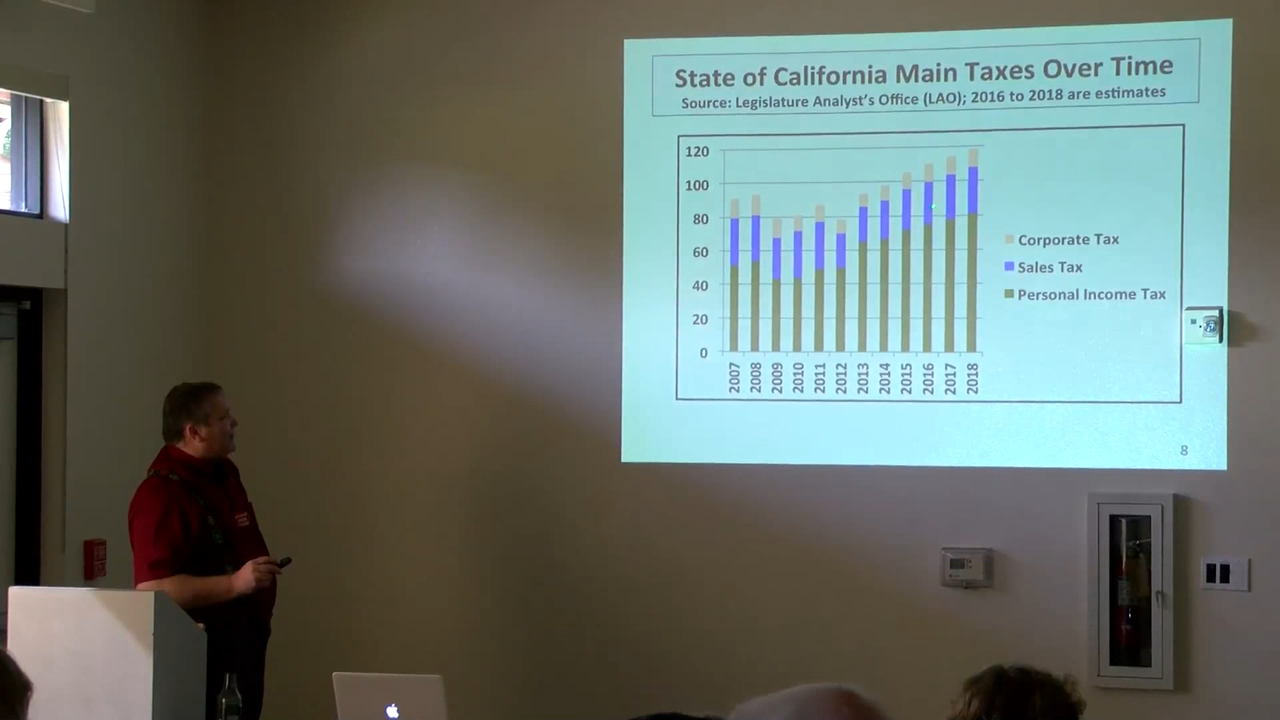 State of California Main Taxes Over Time
Source: Legislature Analyst's Office (LAO); 2016 to 2018 are estimates
120
100
80
60
40
20
0
2007 2008 2009 2010 2011 2012 2013 2014 2015 2016 2017 2018
Corporate Tax
Sales Tax
Personal Income Tax
8